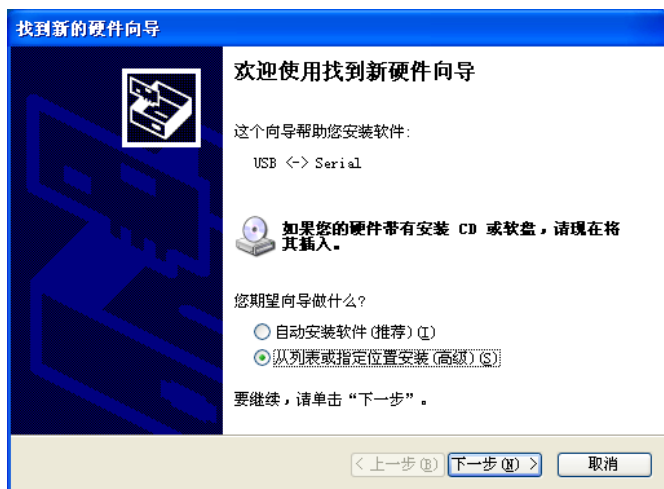 找到新的硬件向导
欢迎使用找到新硬件向导
这个向导帮助您安装软件:
USB <-> Serial
如果您的硬件带有安装 CD 或软盘，请现在将
其插入。
您期望向导做什么?
自动安装软件(推荐)(I)
从列表或指定位置安装(高级)(S)
要继续，请单击“下一步”。
< 上一步(B) 下一步(N) > 取消